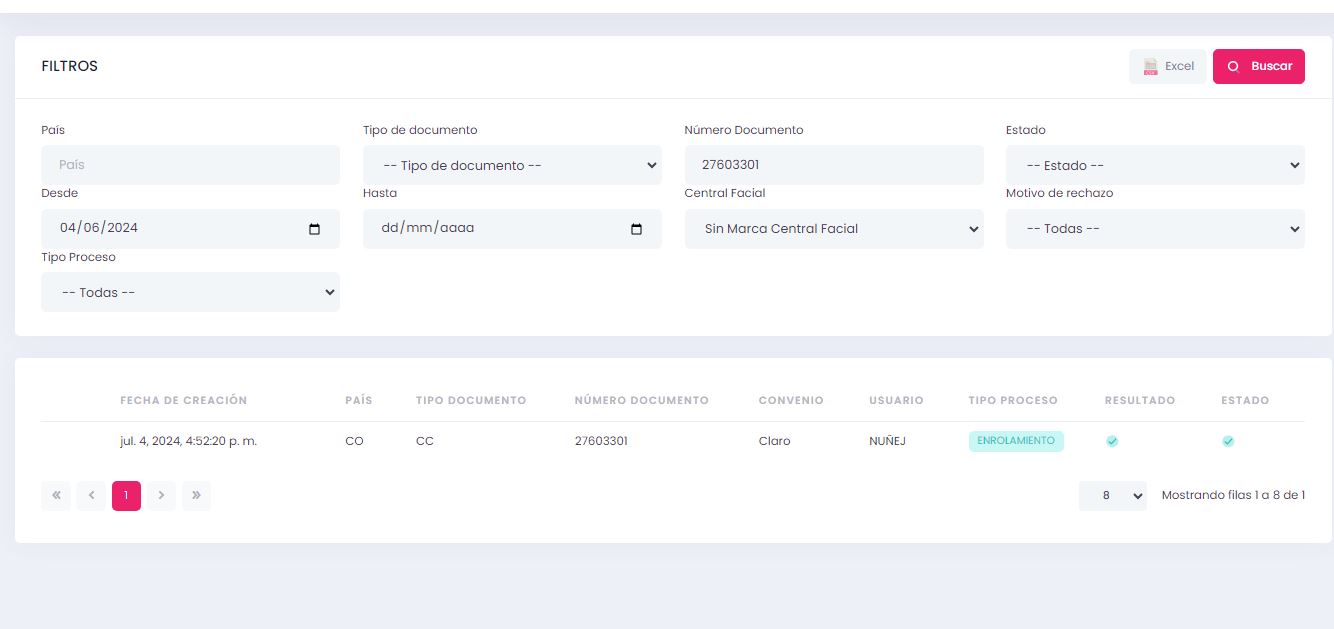 FILTROS
Excel
Buscar
País
Tipo de documento
Número Documento
Estado
País
-- Tipo de documento --
27603301
-- Estado --
Desde
Hasta
Central Facial
Motivo de rechazo
04/06/2024
dd/mm/aaaa
Sin Marca Central Facial
-- Todas --
Tipo Proceso
-- Todas --
FECHA DE CREACIÓN PAÍS TIPO DOCUMENTO NÚMERO DOCUMENTO CONVENIO USUARIO TIPO PROCESO RESULTADO ESTADO
jul. 4, 2024, 4:52:20 p. m. CO CC 27603301 Claro NUÑEJ ENROLAMIENTO
« ‹ 1 › »
8
Mostrando filas 1 a 8 de 1